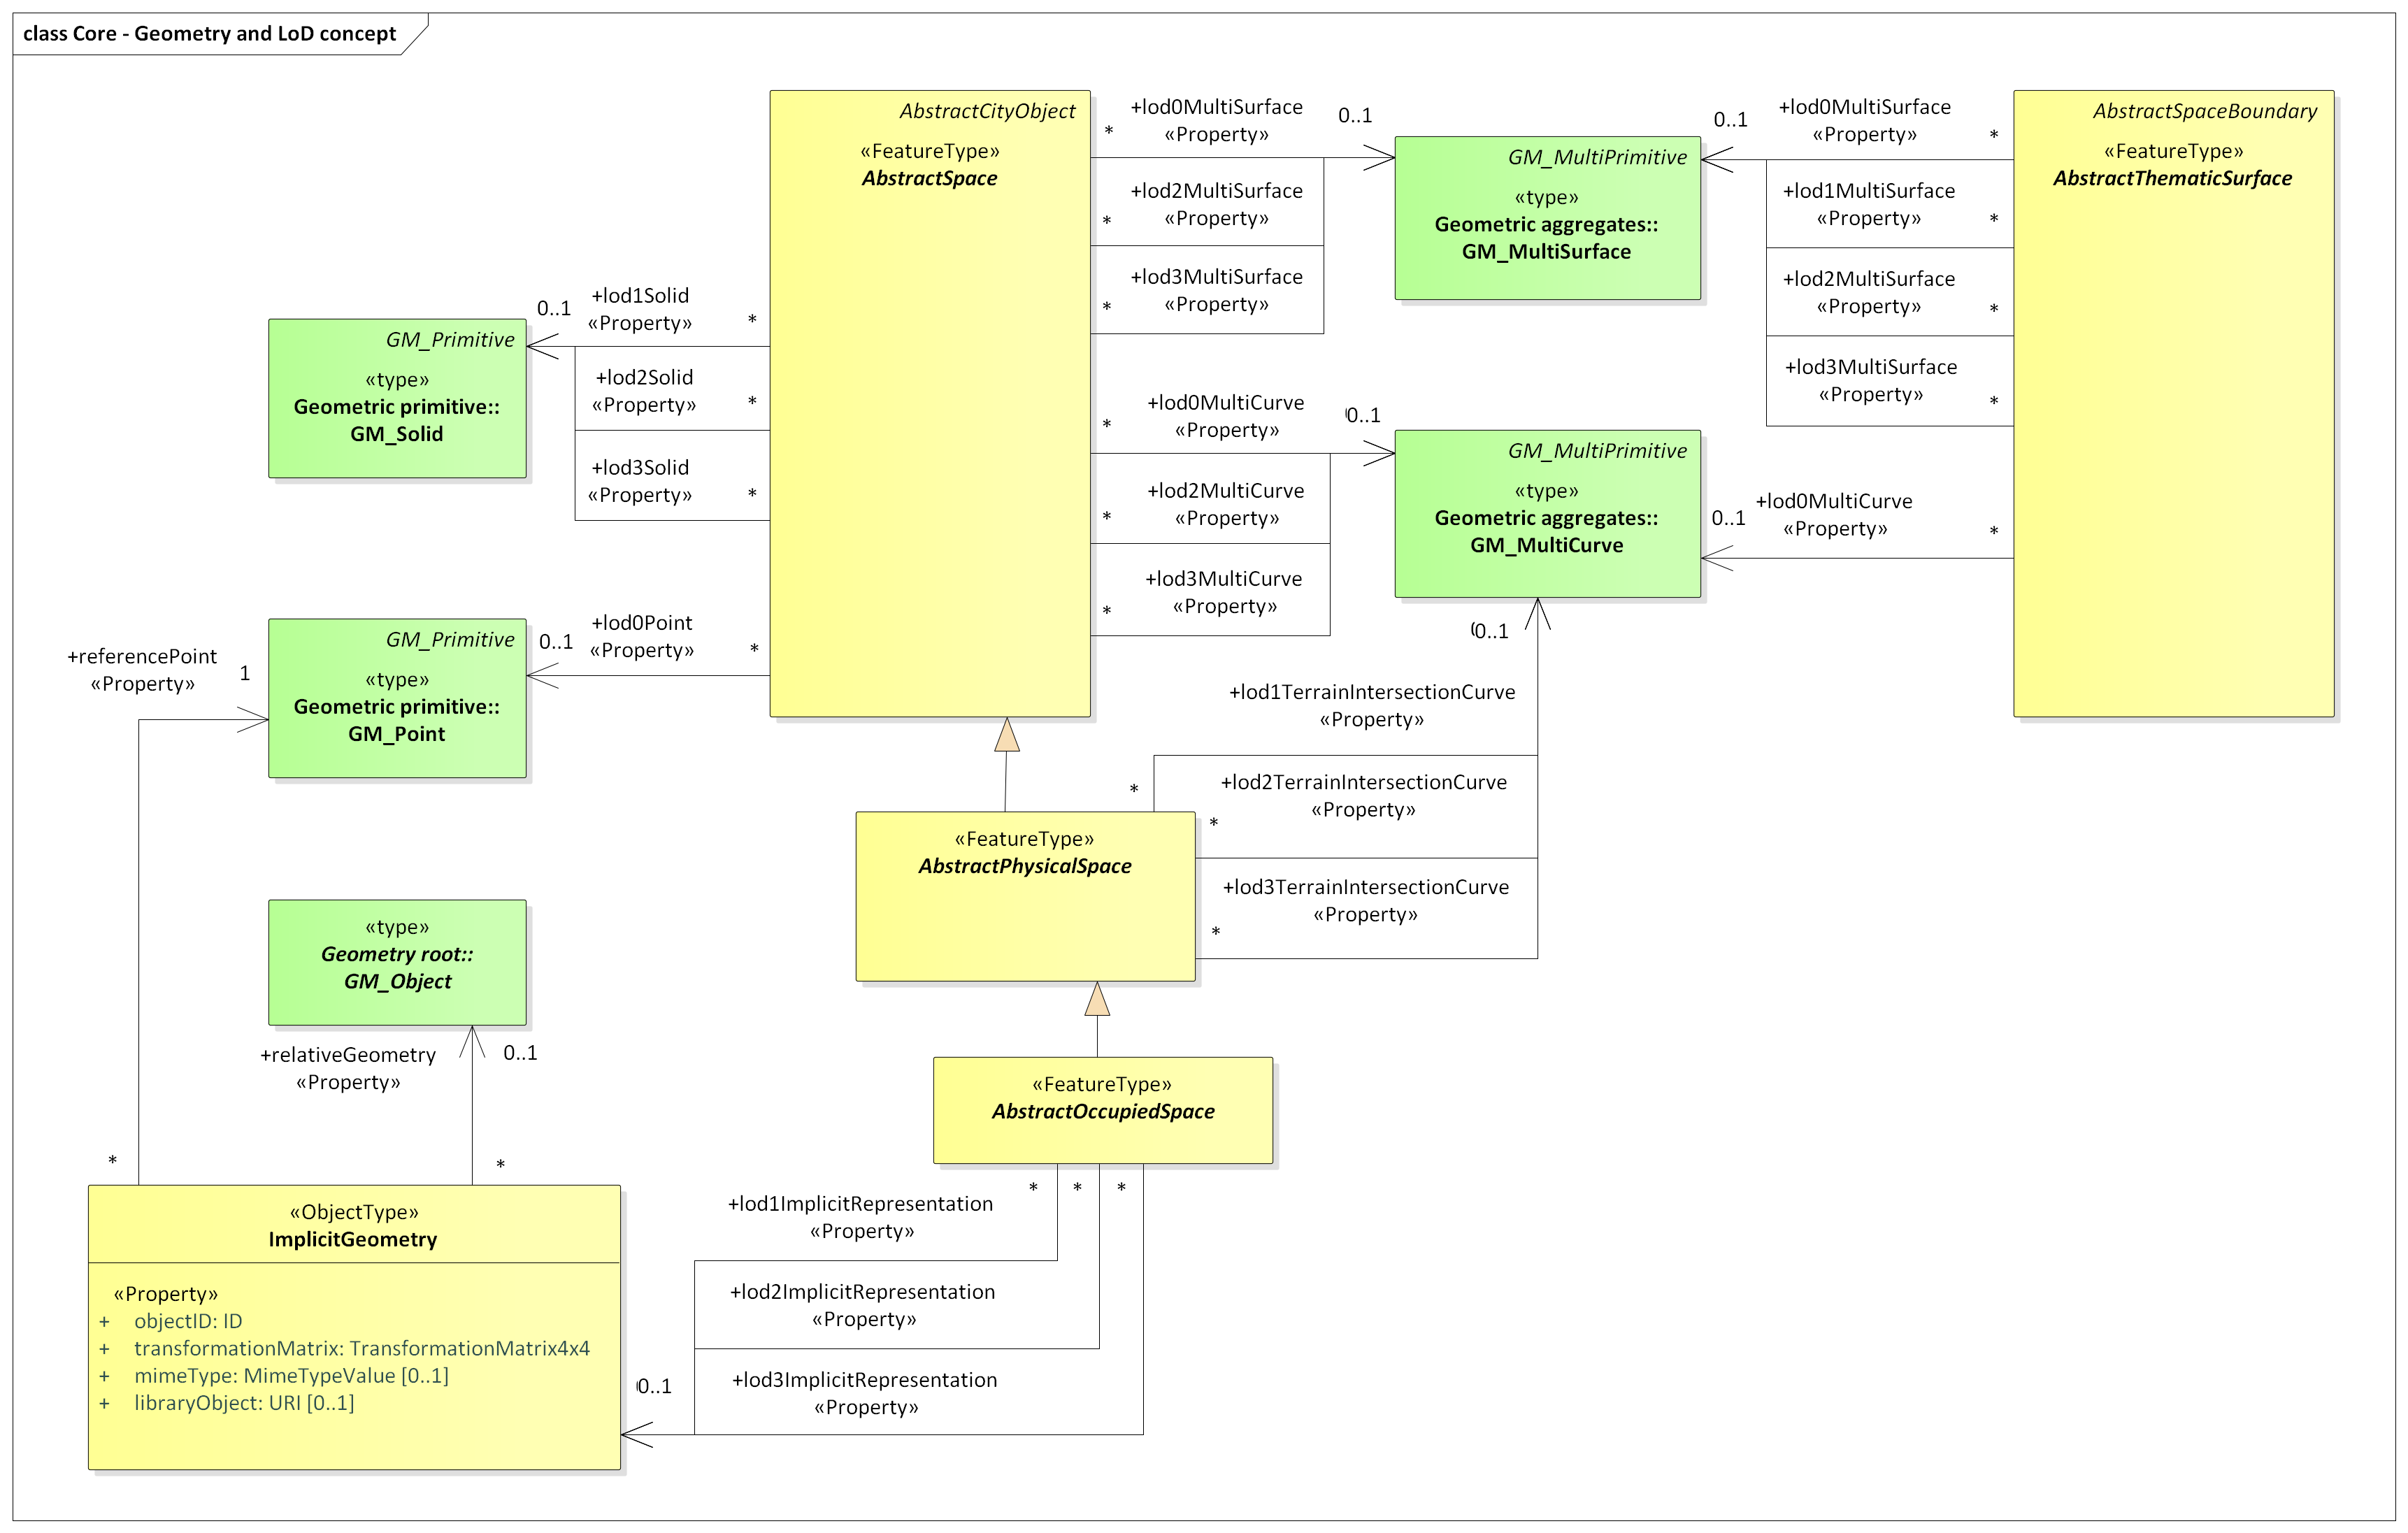 class Core - Geometry and LoD concept
AbstractCityObject
«FeatureType»
AbstractSpace
+lod0MultiSurface
«Property»
*
0..1
+lod2MultiSurface
«Property»
*
+lod3MultiSurface
«Property»
*
GM_MultiPrimitive
«type»
Geometric aggregates::
GM_MultiSurface
+lod0MultiSurface
«Property»
0..1
*
+lod1MultiSurface
«Property»
*
+lod2MultiSurface
«Property»
*
+lod3MultiSurface
«Property»
*
AbstractSpaceBoundary
«FeatureType»
AbstractThematicSurface
+lod1Solid
«Property»
0..1
*
+lod2Solid
«Property»
*
+lod3Solid
«Property»
*
GM_Primitive
«type»
Geometric primitive::
GM_Solid
+lod0MultiCurve
«Property»
*
0..1
+lod2MultiCurve
«Property»
*
+lod3MultiCurve
«Property»
*
GM_MultiPrimitive
«type»
Geometric aggregates::
GM_MultiCurve
+lod0MultiCurve
«Property»
0..1
*
+referencePoint
«Property»
1
GM_Primitive
«type»
Geometric primitive::
GM_Point
+lod0Point
«Property»
0..1
*
0..1
+lod1TerrainIntersectionCurve
«Property»
*
+lod2TerrainIntersectionCurve
«Property»
*
+lod3TerrainIntersectionCurve
«Property»
*
«FeatureType»
AbstractPhysicalSpace
«type»
Geometry root::
GM_Object
+relativeGeometry
«Property»
0..1
*
*
«FeatureType»
AbstractOccupiedSpace
*
*
*
+lod1ImplicitRepresentation
«Property»
+lod2ImplicitRepresentation
«Property»
+lod3ImplicitRepresentation
«Property»
0..1
«ObjectType»
ImplicitGeometry
«Property»
+ objectID: ID
+ transformationMatrix: TransformationMatrix4x4
+ mimeType: MimeTypeValue [0..1]
+ libraryObject: URI [0..1]